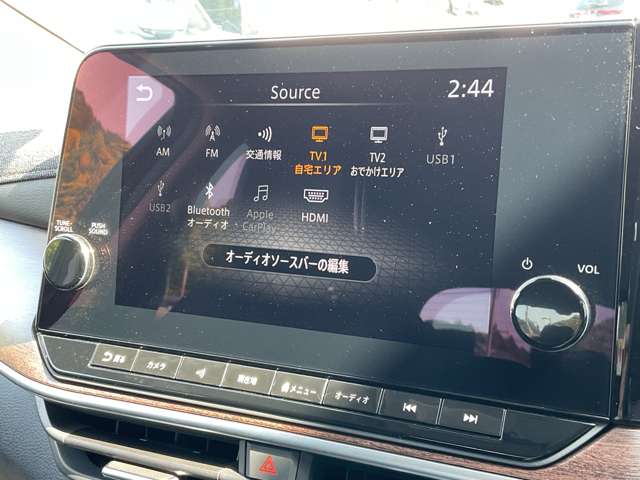 Source
2:44
AM
FM
交通情報
TV1
自宅エリア
TV2
おでかけエリア
USB1
USB2
Bluetooth
オーディオ
Apple
CarPlay
HDMI
オーディオソースバーの編集
TUNE·
SCROLL
PUSH
SOUND
VOL
戻る
カメラ
現在地
メニュー
オーディオ